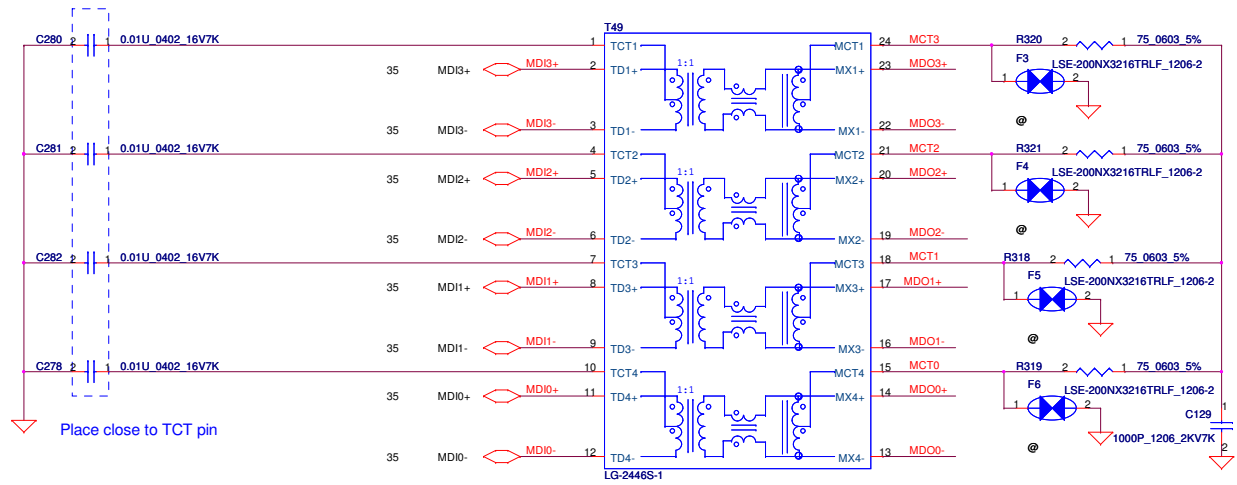 T49
C280 2 1 0.01U_0402_16V7K 1 TCT1 MCT1 24 MCT3 R320 2 1 75_0603_5%
35 MDI3+ MDI3+ 2 TD1+ 1:1 MX1+ 23 MDO3+ F3 LSE-200NX3216TRLF_1206-2
1 2
@
35 MDI3- MDI3- 3 TD1- MX1- 22 MDO3-
C281 2 1 0.01U_0402_16V7K 4 TCT2 MCT2 21 MCT2 R321 2 1 75_0603_5%
35 MDI2+ MDI2+ 5 TD2+ 1:1 MX2+ 20 MDO2+ F4 LSE-200NX3216TRLF_1206-2
1 2
@
35 MDI2- MDI2- 6 TD2- MX2- 19 MDO2-
C282 2 1 0.01U_0402_16V7K 7 TCT3 MCT3 18 MCT1 R318 2 1 75_0603_5%
35 MDI1+ MDI1+ 8 TD3+ 1:1 MX3+ 17 MDO1+ F5 LSE-200NX3216TRLF_1206-2
1 2
@
35 MDI1- MDI1- 9 TD3- MX3- 16 MDO1-
C278 2 1 0.01U_0402_16V7K 10 TCT4 MCT4 15 MCT0 R319 2 1 75_0603_5%
35 MDI0+ MDI0+ 11 TD4+ 1:1 MX4+ 14 MDO0+ F6 LSE-200NX3216TRLF_1206-2
1 2 1
C129
Place close to TCT pin
1000P_1206_2KV7K
@ 2
35 MDI0- MDI0- 12 TD4- MX4- 13 MDO0-
LG-2446S-1